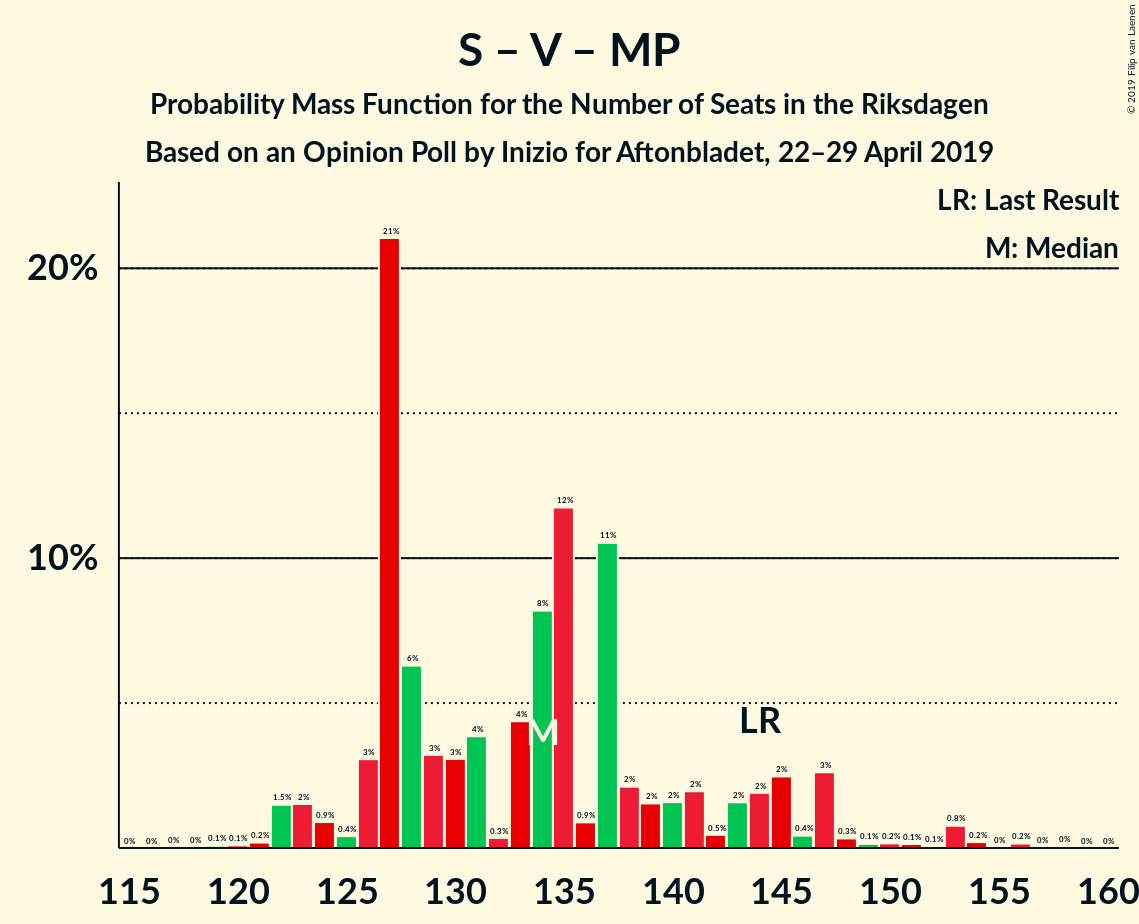 S – V – MP
Probability Mass Function for the Number of Seats in the Riksdagen
Based on an Opinion Poll by Inizio for Aftonbladet, 22–29 April 2019
© 2019 Filip van Laenen
LR: Last Result
M: Median
20%
10%
0% 0% 0% 0% 0.1% 0.1% 0.2% 1.5% 2% 0.9% 0.4% 3% 21% 6% 3% 3% 4% 0.3% 4% 8% 12% 0.9% 11% 2% 2% 2% 2% 0.5% 2% 2% 2% 0.4% 3% 0.3% 0.1% 0.2% 0.1% 0.1% 0.8% 0.2% 0% 0.2% 0% 0% 0% 0%
M
LR
115 120 125 130 135 140 145 150 155 160